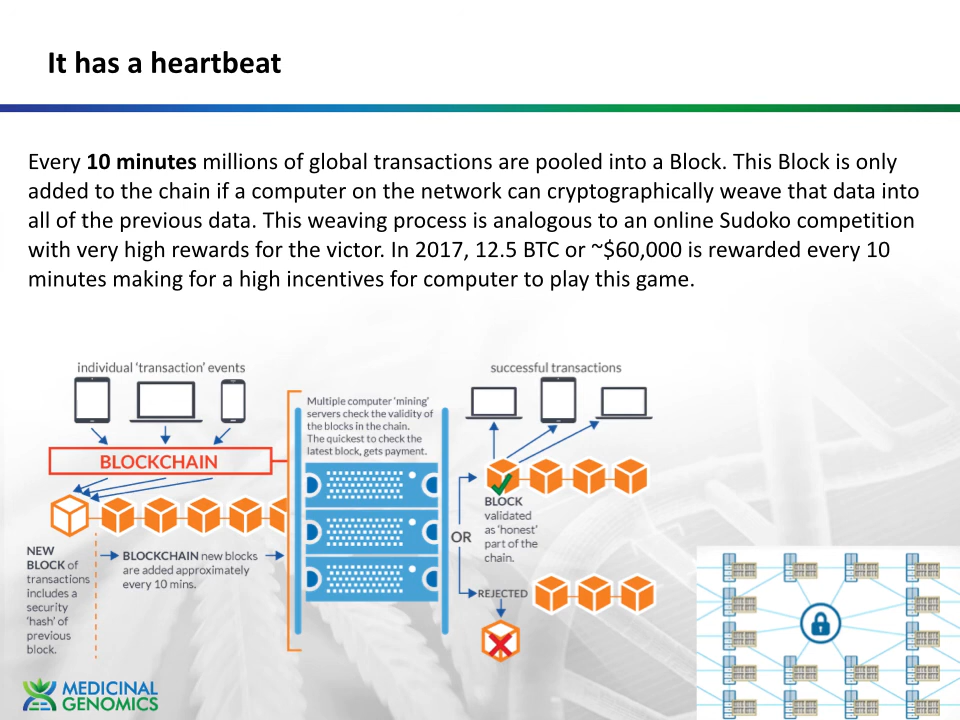 It has a heartbeat
Every 10 minutes millions of global transactions are pooled into a Block. This Block is only
added to the chain if a computer on the network can cryptographically weave that data into
all of the previous data. This weaving process is analogous to an online Sudoko competition
with very high rewards for the victor. In 2017, 12.5 BTC or ~$60,000 is rewarded every 10
minutes making for a high incentives for computer to play this game.
individual 'transaction' events
BLOCKCHAIN
NEW
BLOCK of
transactions
includes a
security
'hash' of
previous
block.
BLOCKCHAIN new blocks
are added approximately
every 10 mins.
Multiple computer 'mining'
servers check the validity of
the blocks in the chain.
The quickest to check the
latest block, gets payment.
OR
successful transactions
BLOCK
validated
as 'honest'
part of the
chain.
REJECTED
MEDICINAL
GENOMICS